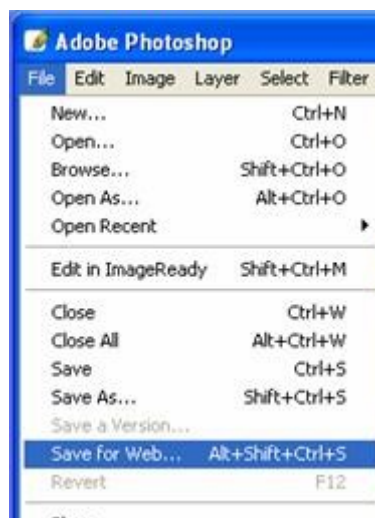 Adobe Photoshop
File Edit Image Layer Select Filter
New... Ctrl+N
Open... Ctrl+O
Browse... Shift+Ctrl+O
Open As... Alt+Ctrl+O
Open Recent
Edit in ImageReady Shift+Ctrl+M
Close Ctrl+W
Close All Alt+Ctrl+W
Save Ctrl+S
Save As... Shift+Ctrl+S
Save a Version...
Save for Web... Alt+Shift+Ctrl+S
Revert F12